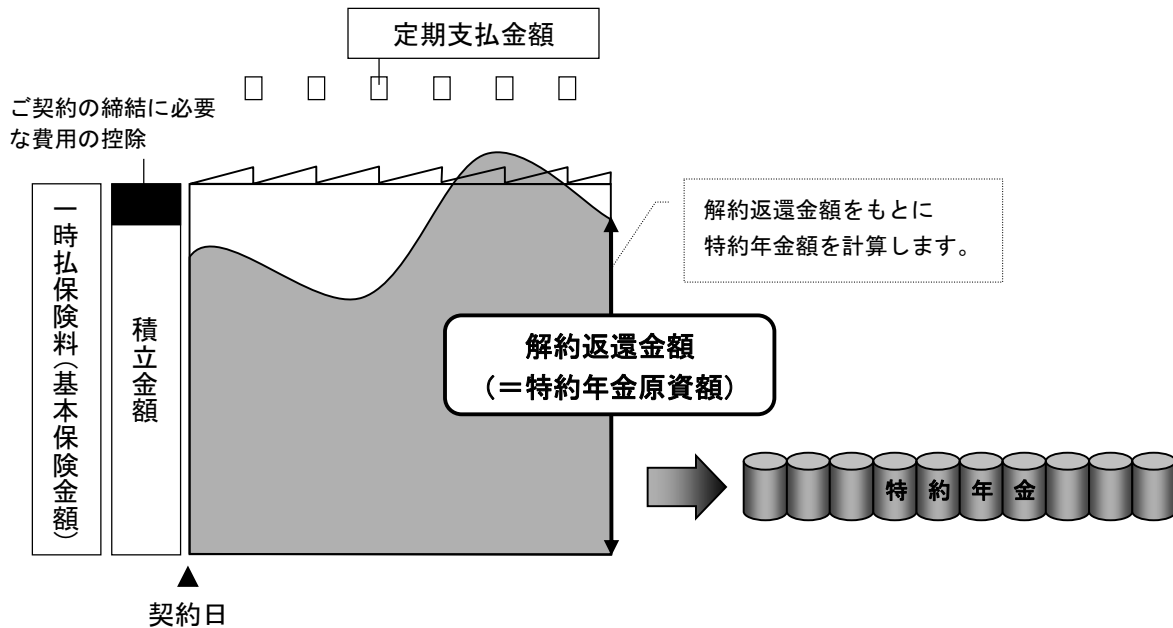 定期支払金額
ご契約の締結に必要
な費用の控除
一時払保険料(基本保険金額)
積立金額
解約返還金額をもとに
特約年金額を計算します。
解約返還金額
(=特約年金原資額)
特約年金
▲
契約日